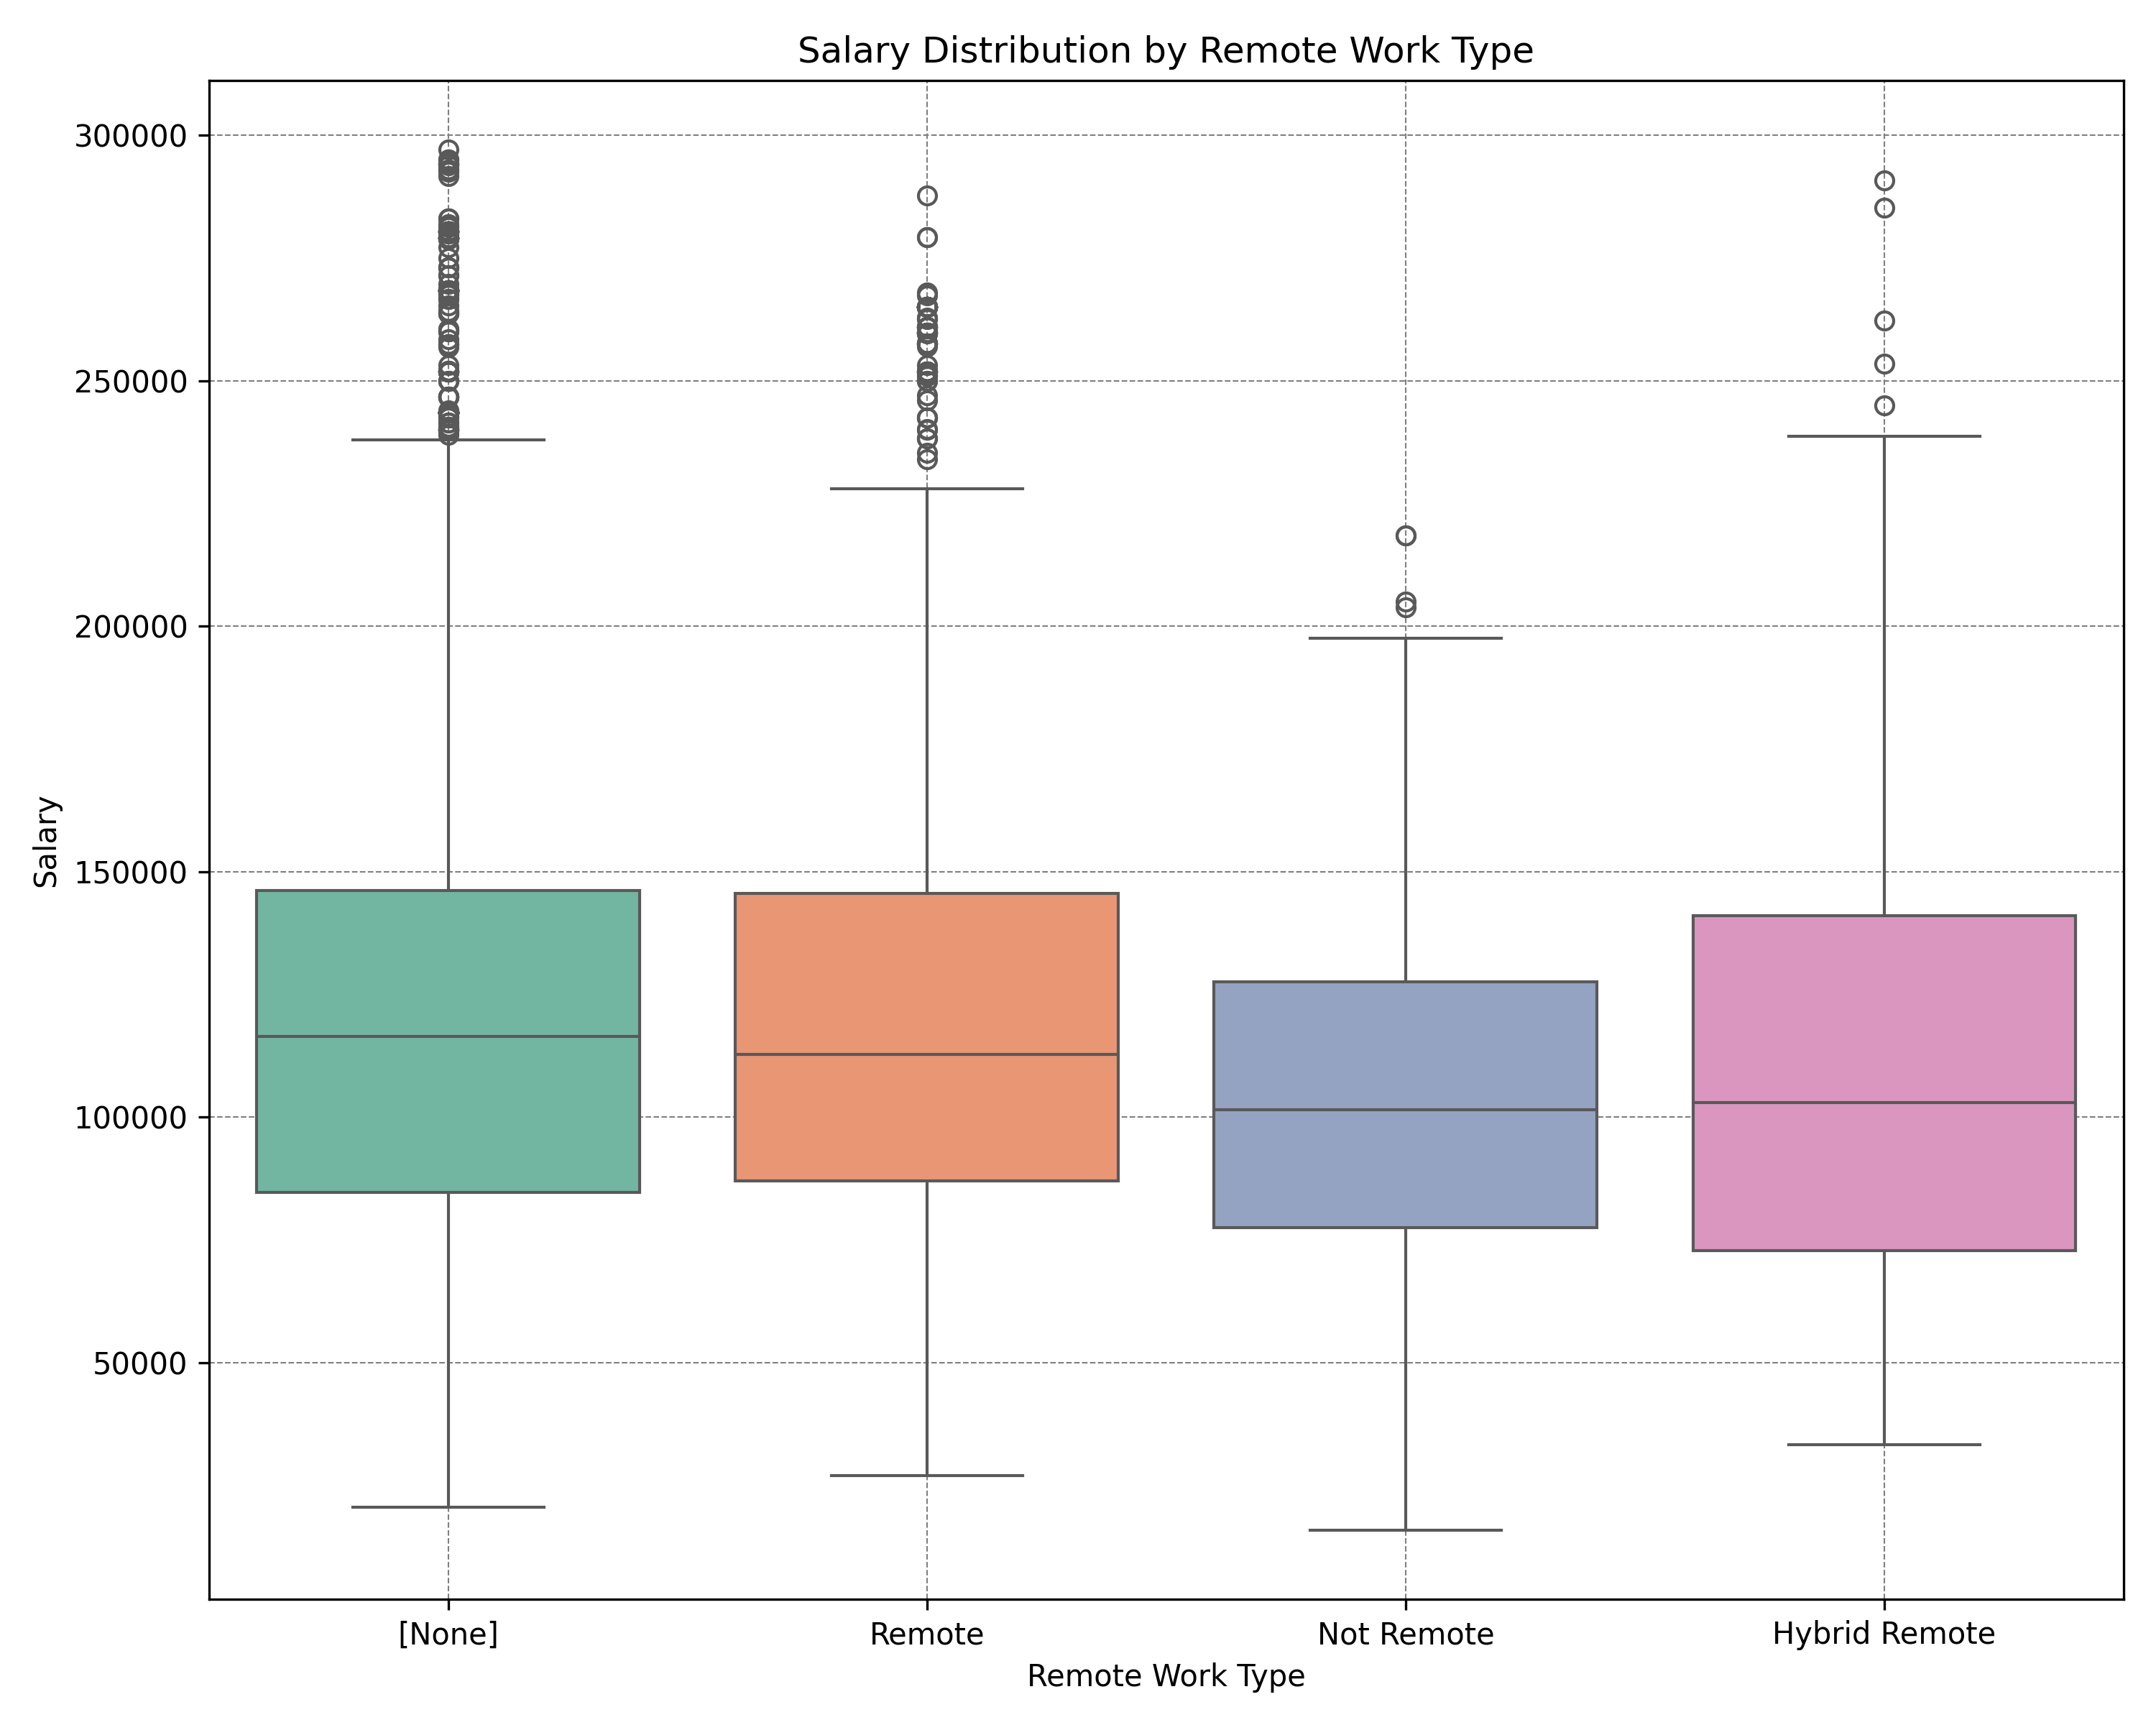 Salary Distribution by Remote Work Type
300000
250000
200000
150000
100000
50000
Salary
[None]
Remote
Not Remote
Hybrid Remote
Remote Work Type